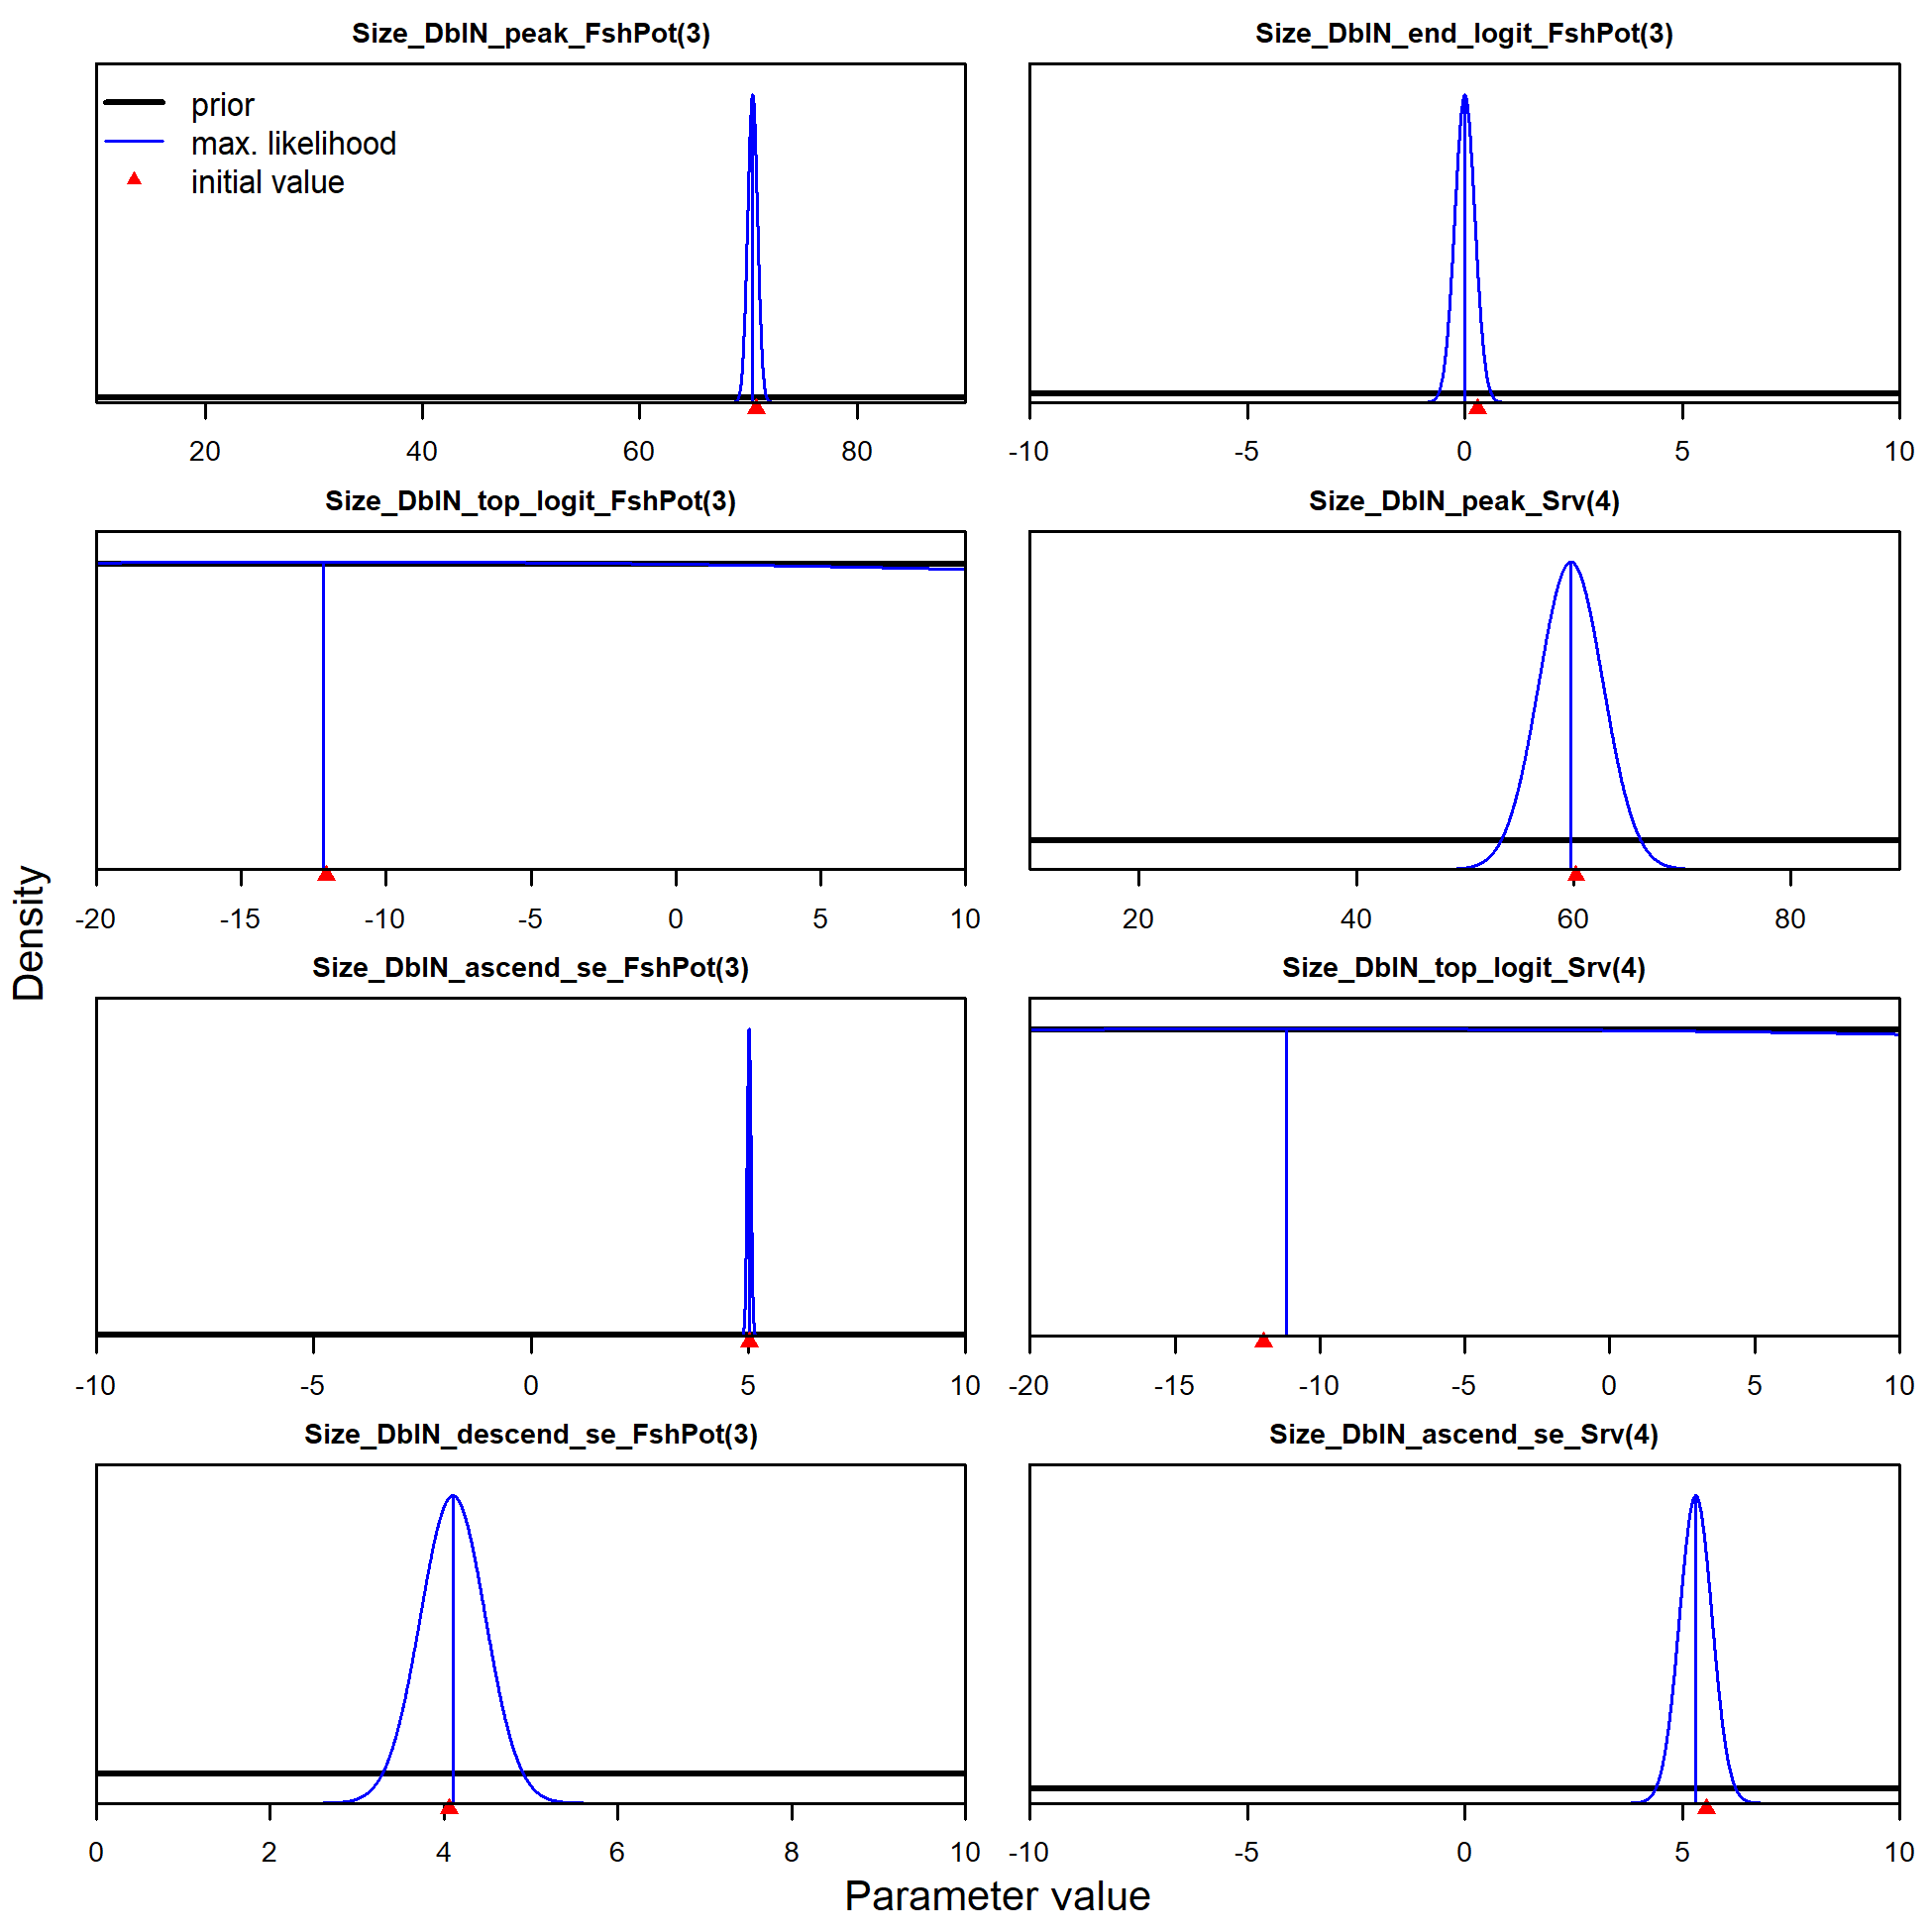 Size_DblN_peak_FshPot(3)
prior
max. likelihood
initial value
20 40 60 80
Size_DblN_end_logit_FshPot(3)
-10 -5 0 5 10
Size_DblN_top_logit_FshPot(3)
-20 -15 -10 -5 0 5 10
Size_DblN_peak_Srv(4)
20 40 60 80
Size_DblN_ascend_se_FshPot(3)
-10 -5 0 5 10
Size_DblN_top_logit_Srv(4)
-20 -15 -10 -5 0 5 10
Size_DblN_descend_se_FshPot(3)
0 2 4 6 8 10
Size_DblN_ascend_se_Srv(4)
-10 -5 0 5 10
Density
Parameter value